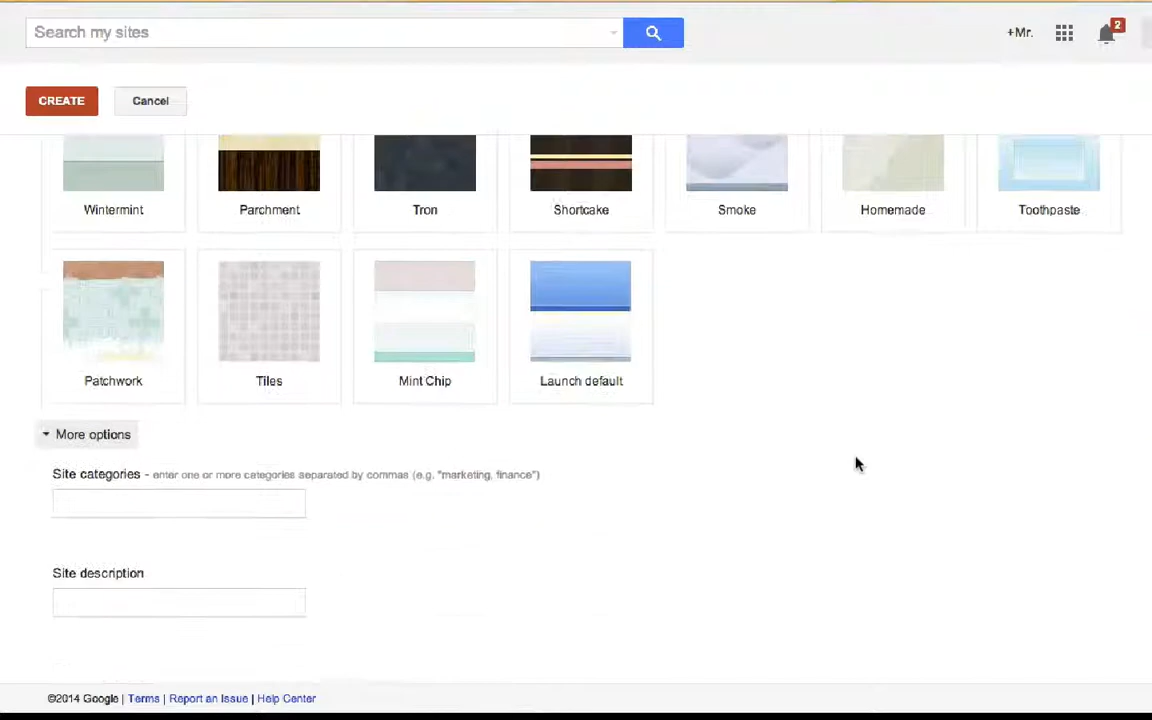 Search my sites
+Mr.
2
CREATE
Cancel
Wintermint
Parchment
Tron
Shortcake
Smoke
Homemade
Toothpaste
Patchwork
Tiles
Mint Chip
Launch default
More options
Site categories - enter one or more categories separated by commas (e.g. "marketing, finance")
Site description
©2014 Google | Terms | Report an Issue | Help Center